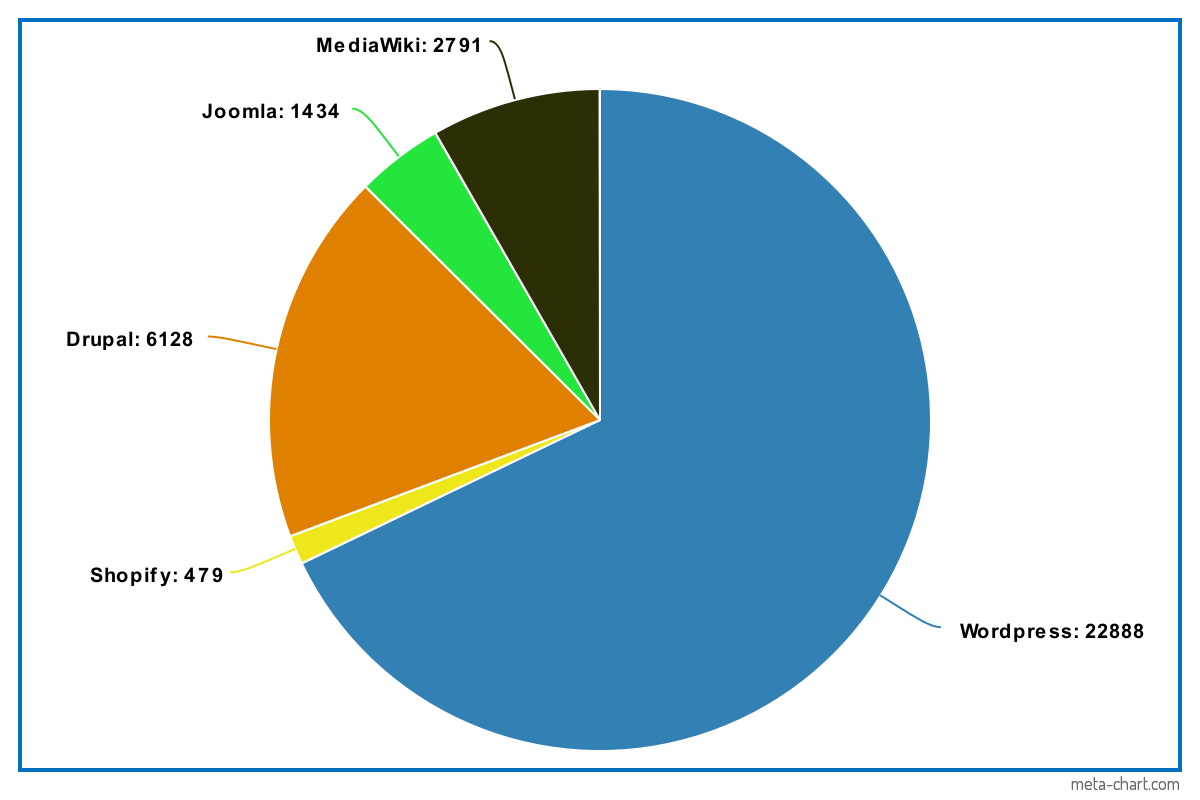 MediaWiki: 2791
Joomla: 1434
Drupal: 6128
Shopify: 479
Wordpress: 22888
meta-chart.com